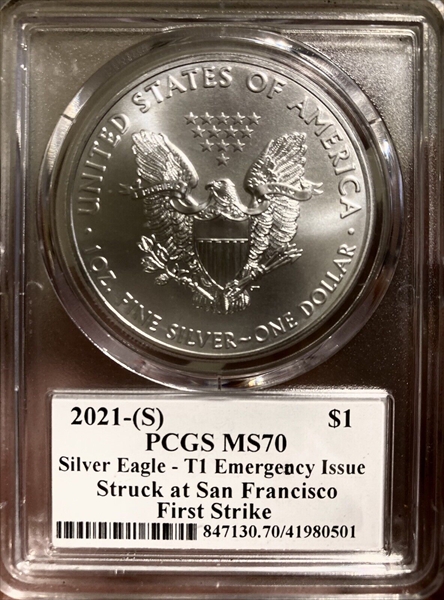 UNITED STATES OF AMERICA
1 OZ. FINE SILVER~ONE DOLLAR
2021-(S) $1
PCGS MS70
Silver Eagle - T1 Emergency Issue
Struck at San Francisco
First Strike
847130.70/41980501